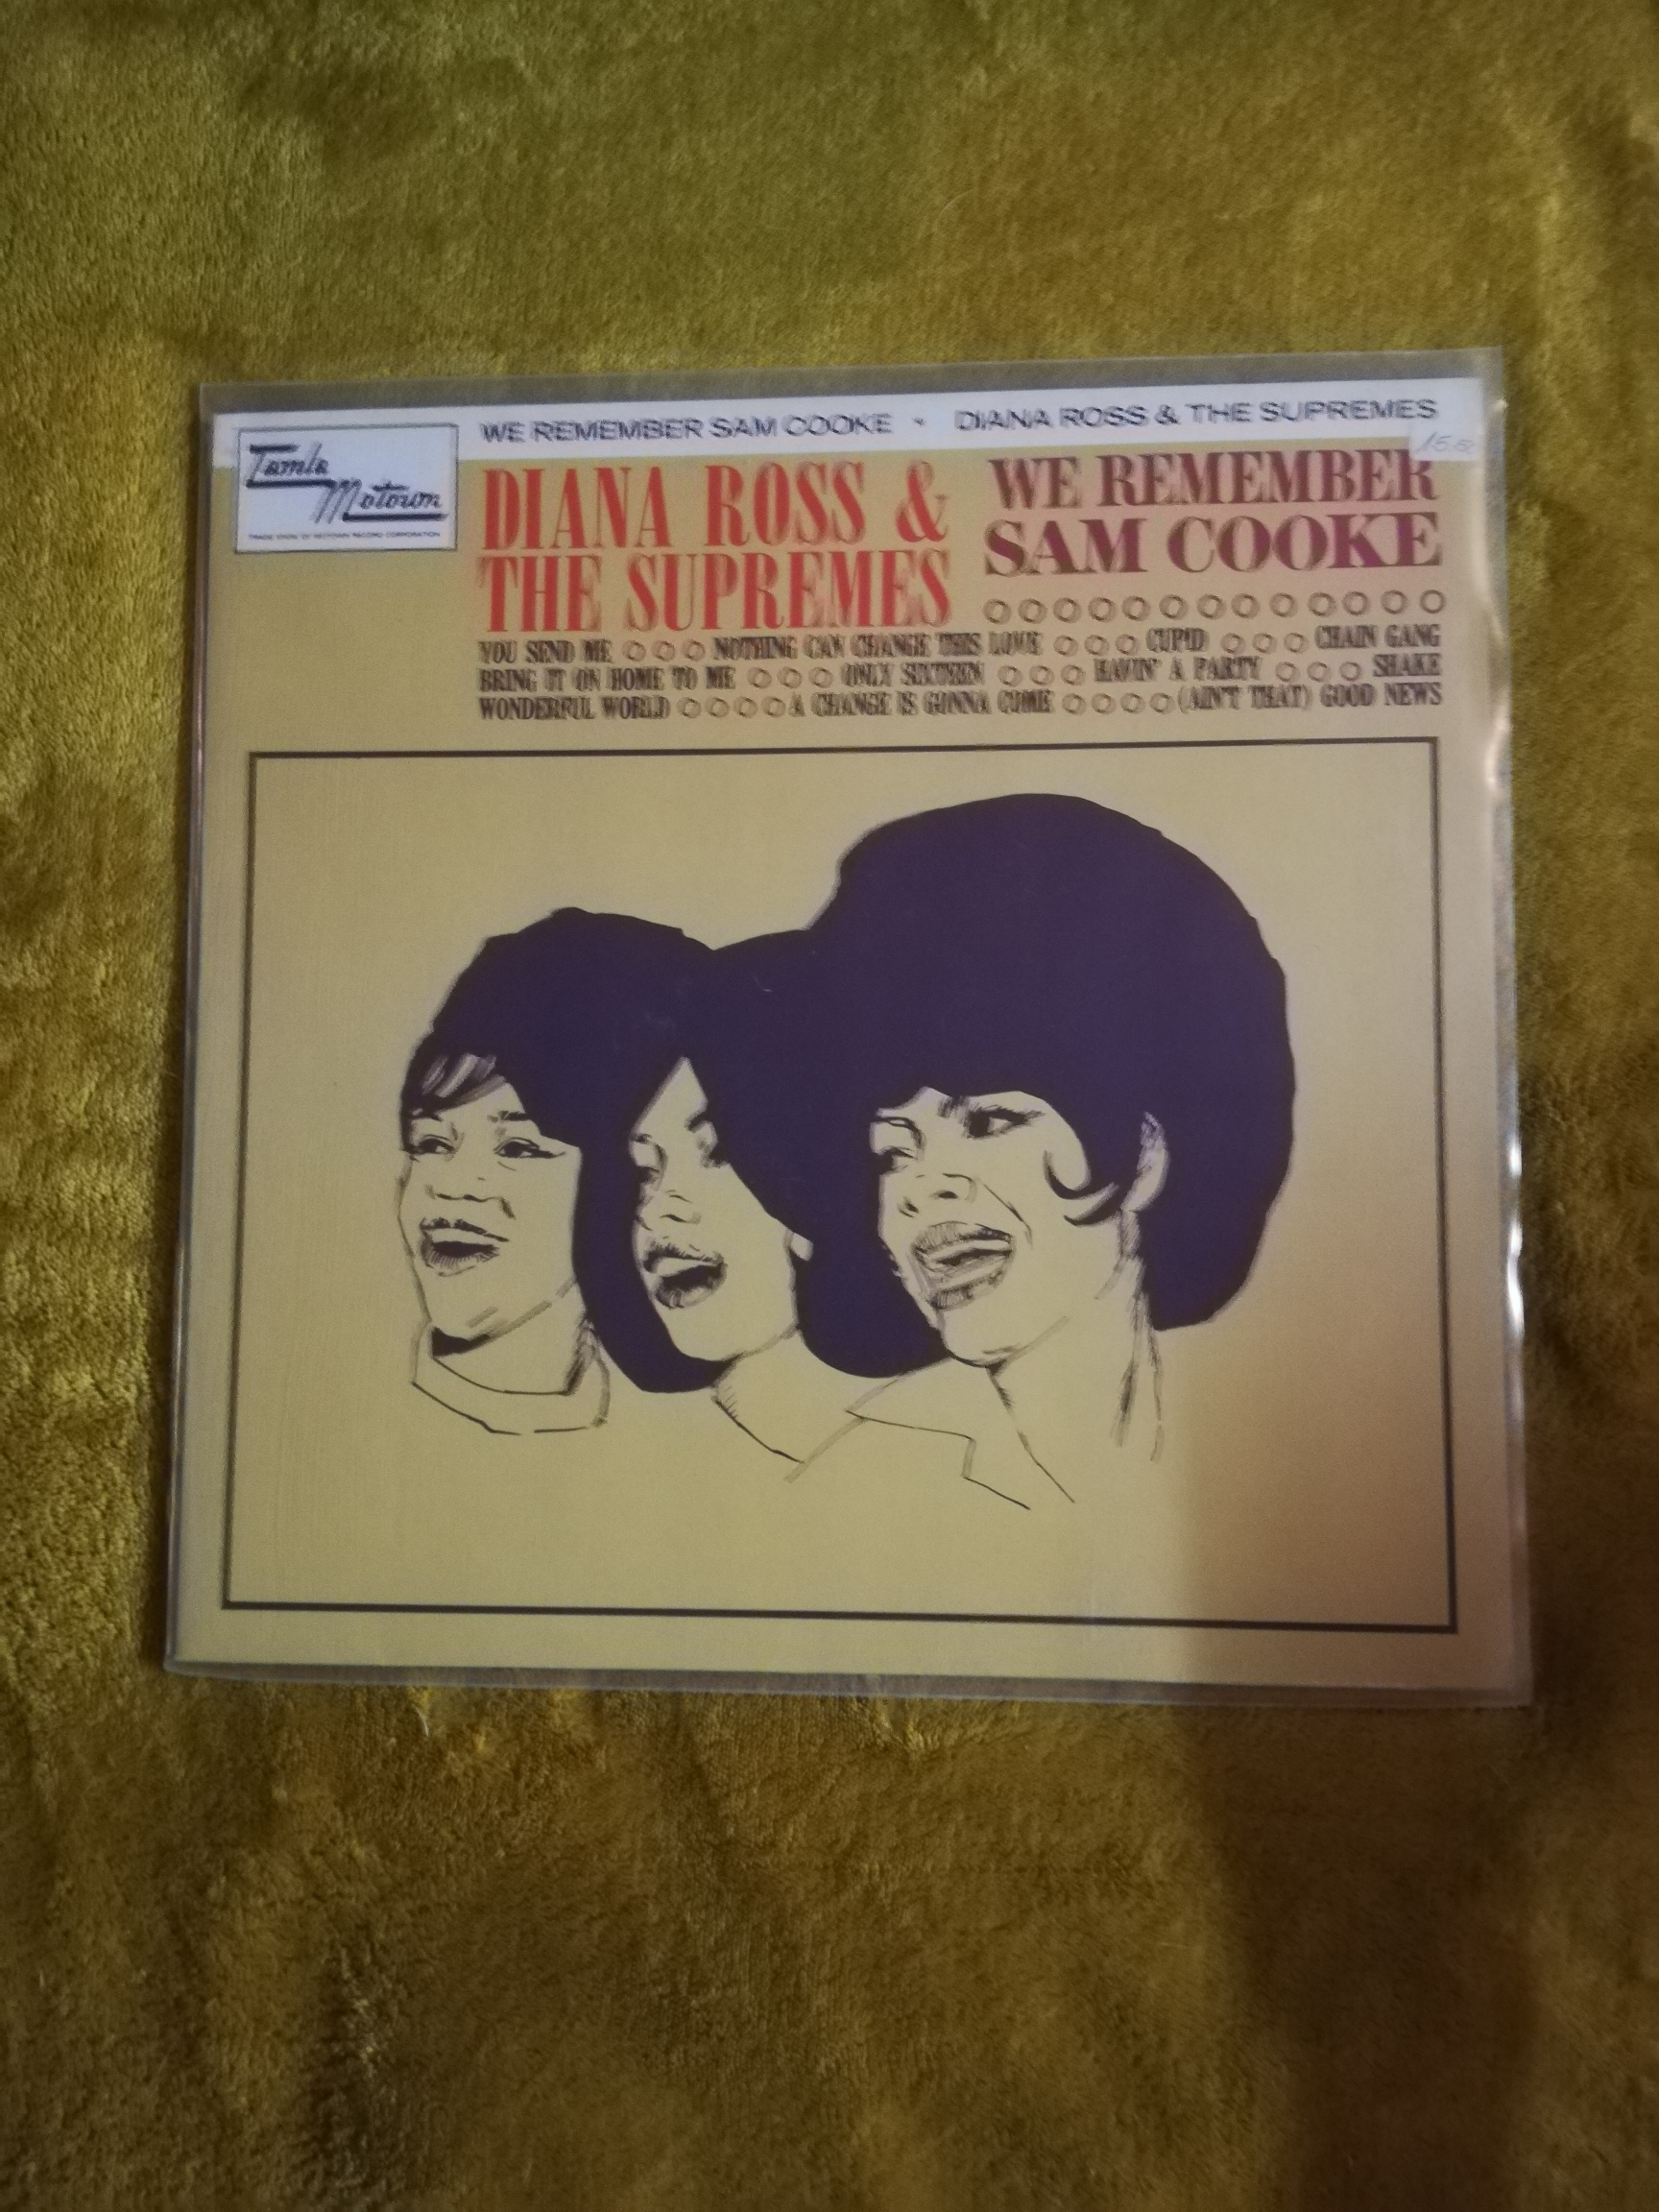 WE REMEMBER SAM COOKE • DIANA ROSS & THE SUPREMES
Tamla
Motown
TRADE MARK OF MOTOWN RECORD CORPORATION
DIANA ROSS &
THE SUPREMES
WE REMEMBER
SAM COOKE
YOU SEND ME ○○○ NOTHING CAN CHANGE THIS LOVE ○○○ CUPID ○○○ CHAIN GANG
BRING IT ON HOME TO ME ○○○ ONLY SIXTEEN ○○○ HAVIN' A PARTY ○○○ SHAKE
WONDERFUL WORLD ○○○○ A CHANGE IS GONNA COME ○○○○ (AIN'T THAT) GOOD NEWS